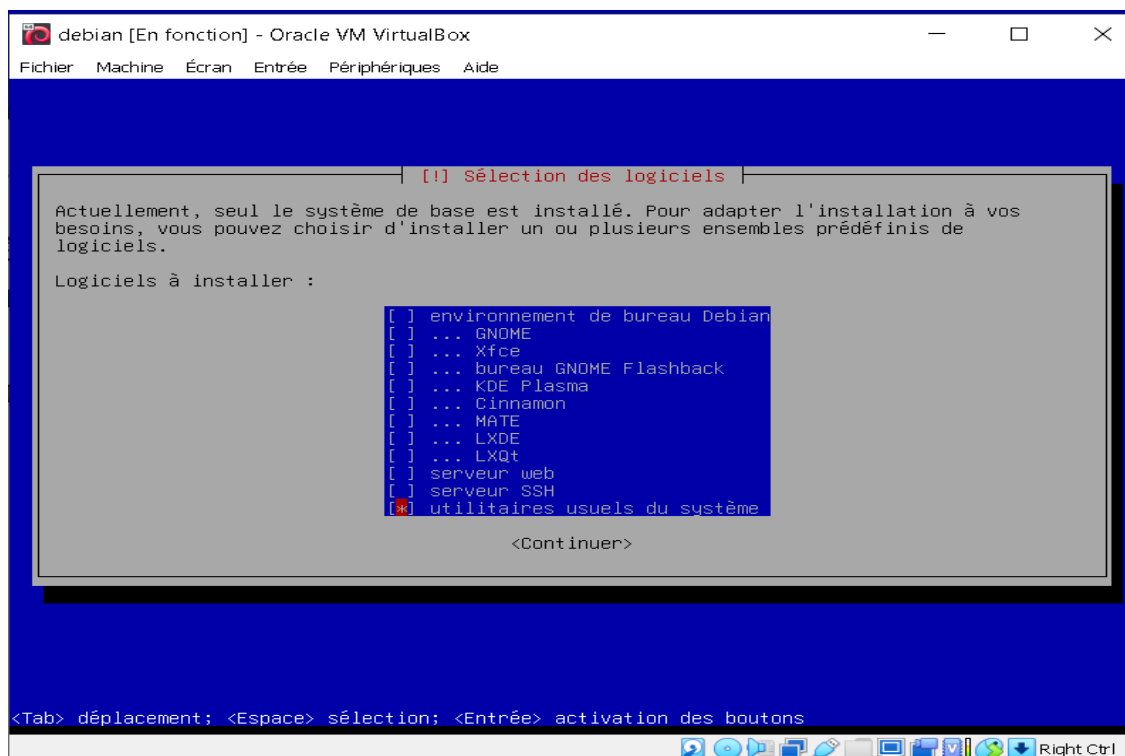 debian [En fonction] - Oracle VM VirtualBox
Fichier Machine Écran Entrée Périphériques Aide
[!] Sélection des logiciels
Actuellement, seul le système de base est installé. Pour adapter l'installation à vos
besoins, vous pouvez choisir d'installer un ou plusieurs ensembles prédéfinis de
logiciels.
Logiciels à installer :
[ ] environnement de bureau Debian
[ ] ... GNOME
[ ] ... Xfce
[ ] ... bureau GNOME Flashback
[ ] ... KDE Plasma
[ ] ... Cinnamon
[ ] ... MATE
[ ] ... LXDE
[ ] ... LXQt
[ ] serveur web
[ ] serveur SSH
[*] utilitaires usuels du système
<Continuer>
<Tab> déplacement; <Espace> sélection; <Entrée> activation des boutons
Right Ctrl